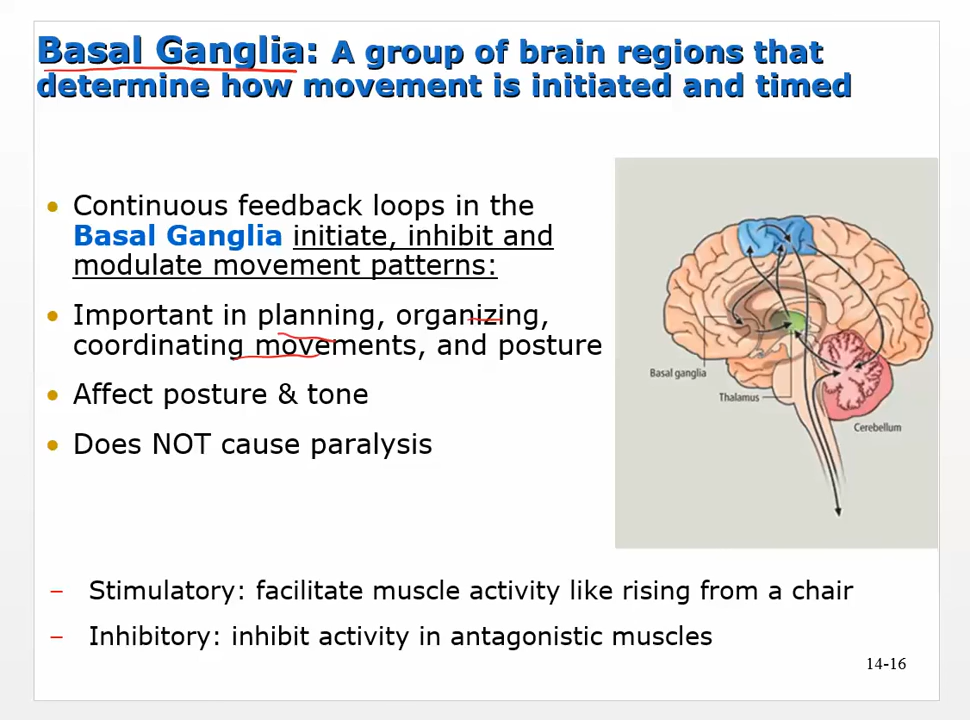 Basal Ganglia: A group of brain regions that
determine how movement is initiated and timed
• Continuous feedback loops in the
Basal Ganglia initiate, inhibit and
modulate movement patterns:
• Important in planning, organizing,
coordinating movements, and posture
• Affect posture & tone
• Does NOT cause paralysis
Basal ganglia
Thalamus
Cerebellum
– Stimulatory: facilitate muscle activity like rising from a chair
– Inhibitory: inhibit activity in antagonistic muscles
14-16